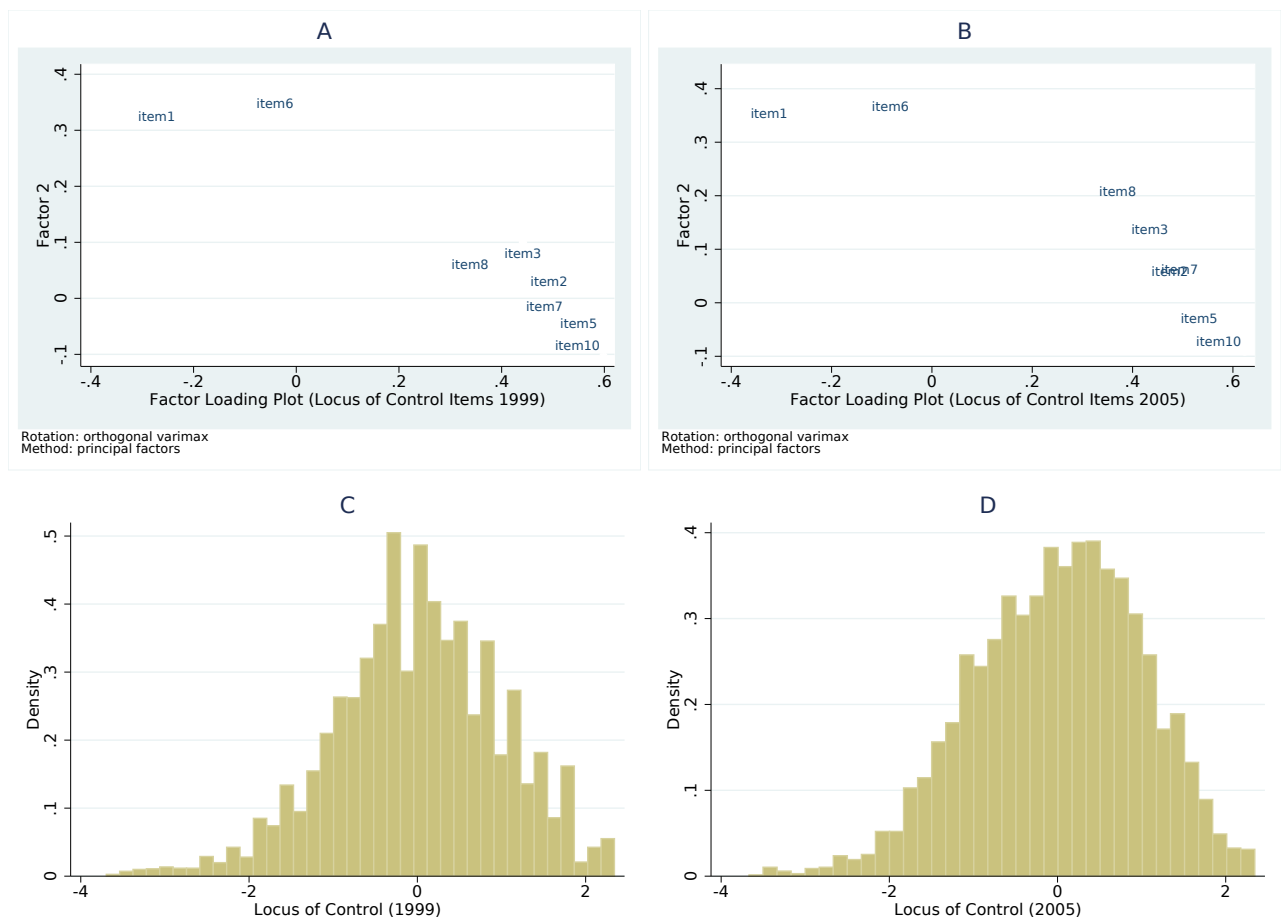 A
.4
.3
.2
.1
0
-.1
Factor 2
item1
item6
item3
item8
item2
item7
item5
item10
-.4 -.2 0 .2 .4 .6
Factor Loading Plot (Locus of Control Items 1999)
Rotation: orthogonal varimax
Method: principal factors
B
.4
.3
.2
.1
0
-.1
Factor 2
item1
item6
item8
item3
item7
item2
item5
item10
-.4 -.2 0 .2 .4 .6
Factor Loading Plot (Locus of Control Items 2005)
Rotation: orthogonal varimax
Method: principal factors
C
.5
.4
.3
.2
.1
0
Density
-4 -2 0 2
Locus of Control (1999)
D
.4
.3
.2
.1
0
Density
-4 -2 0 2
Locus of Control (2005)